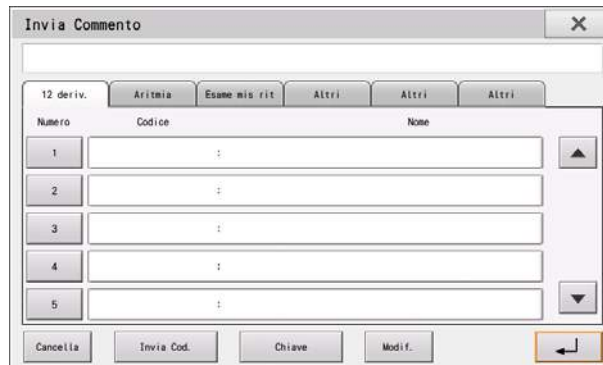 Invia Commento
12 deriv. Aritmia Esame mis rit Altri Altri Altri
Numero Codice Nome
1 :
2 :
3 :
4 :
5 :
Cancella Invia Cod. Chiave Modif.